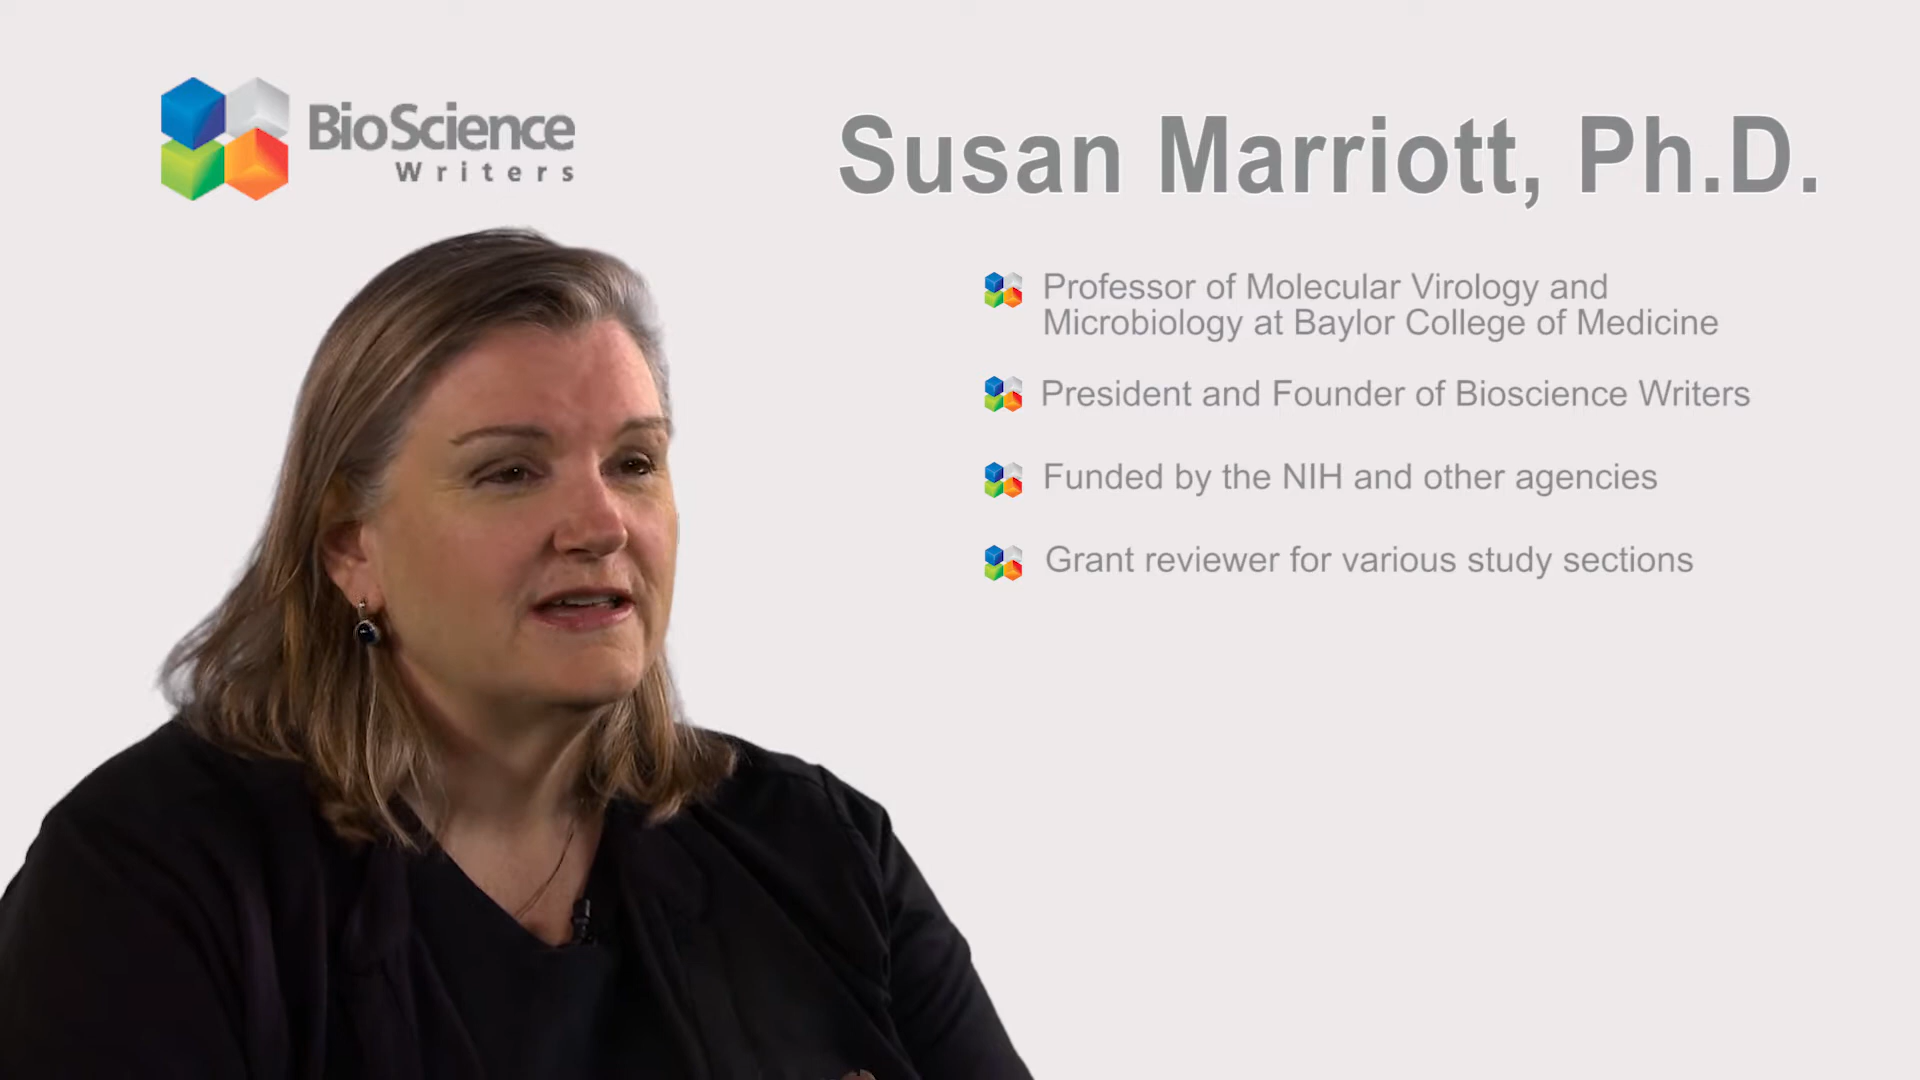 BioScience
Writers
Susan Marriott, Ph.D.
Professor of Molecular Virology and
Microbiology at Baylor College of Medicine
President and Founder of Bioscience Writers
Funded by the NIH and other agencies
Grant reviewer for various study sections